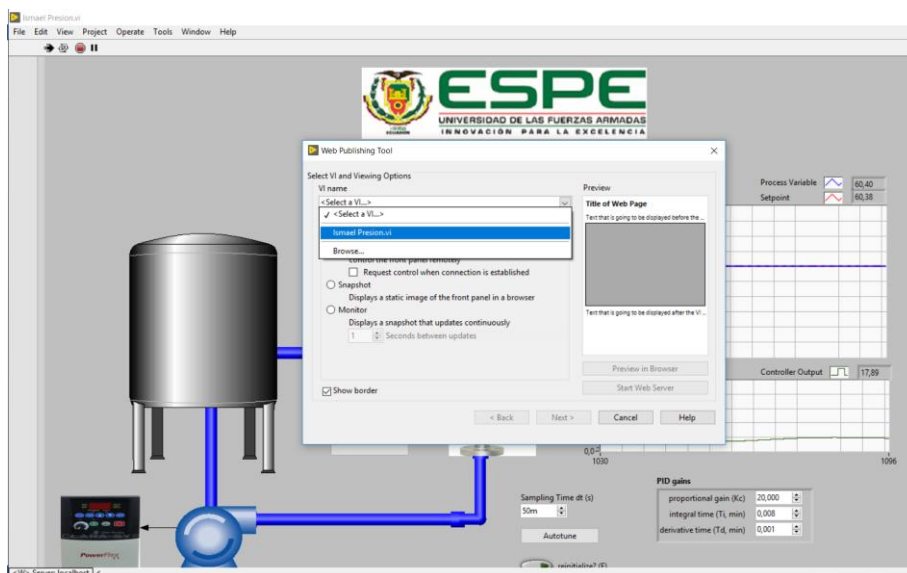 Ismael Presion.vi
File Edit View Project Operate Tools Window Help
ESPE
UNIVERSIDAD DE LAS FUERZAS ARMADAS
INNOVACIÓN PARA LA EXCELENCIA
Web Publishing Tool
Select VI and Viewing Options
VI name
<Select a VI...>
✓ <Select a VI...>
Ismael Presion.vi
Browse...
control the front panel remotely
Request control when connection is established
Snapshot
Displays a static image of the front panel in a browser
Monitor
Displays a snapshot that updates continuously
1 Seconds between updates
Show border
Preview
Title of Web Page
Text that is going to be displayed before the ...
Text that is going to be displayed after the VI ...
Preview in Browser
Start Web Server
< Back Next > Cancel Help
Process Variable 60,40
Setpoint 60,38
Controller Output 17,89
0,0
1030 1096
Sampling Time dt (s)
50m
Autotune
reinitialize? (F)
PID gains
proportional gain (Kc) 20,000
integral time (Ti, min) 0,008
derivative time (Td, min) 0,001
PowerFlex
Server: localhost